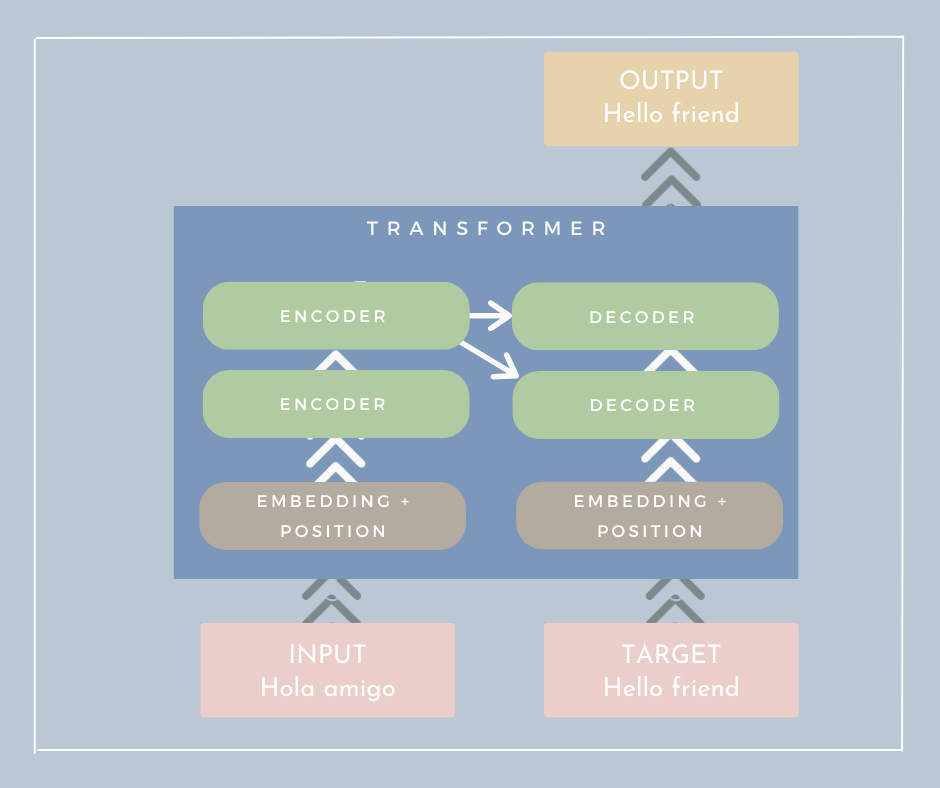 OUTPUT
Hello friend
TRANSFORMER
ENCODER
DECODER
ENCODER
DECODER
EMBEDDING +
POSITION
EMBEDDING +
POSITION
INPUT
Hola amigo
TARGET
Hello friend